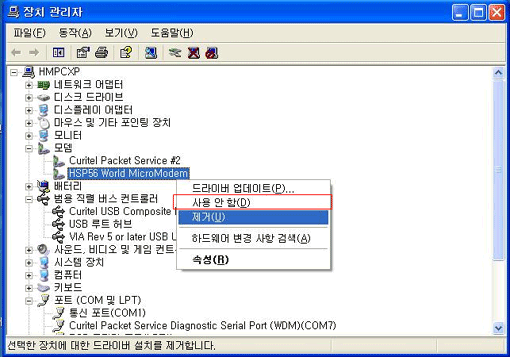 장치 관리자
파일(F) 동작(A) 보기(V) 도움말(H)
HMPCXP
네트워크 어댑터
디스크 드라이브
디스플레이 어댑터
마우스 및 기타 포인팅 장치
모니터
모뎀
Curitel Packet Service #2
HSP56 World MicroModem
배터리
범용 직렬 버스 컨트롤러
Curitel USB Composite
USB 루트 허브
VIA Rev 5 or later USB U
사운드, 비디오 및 게임 컨트
시스템 장치
컴퓨터
키보드
포트 (COM 및 LPT)
통신 포트(COM1)
Curitel Packet Service Diagnostic Serial Port (WDM)(COM7)
드라이버 업데이트(P)...
사용 안 함(D)
제거(U)
하드웨어 변경 사항 검색(A)
속성(R)
선택한 장치에 대한 드라이버 설치를 제거합니다.